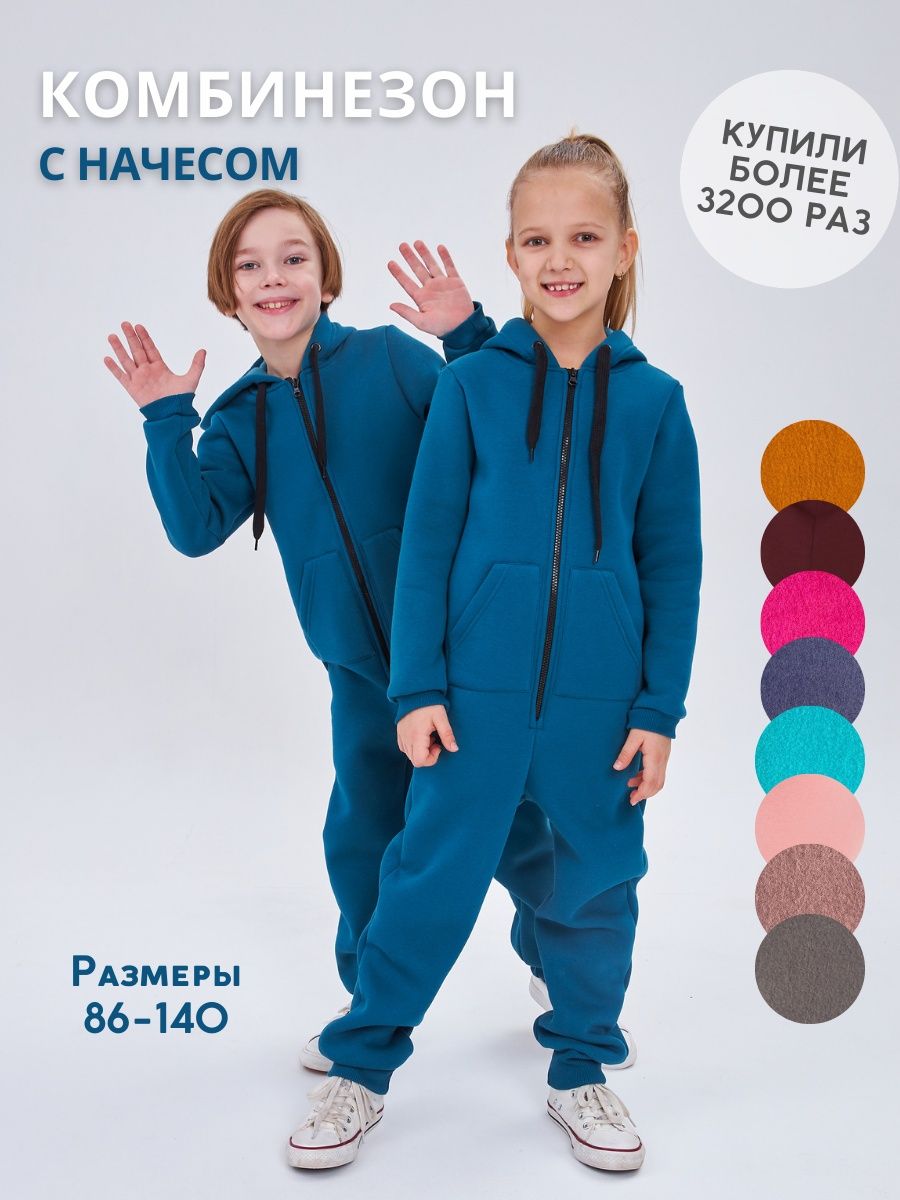 КОМБИНЕЗОН
С НАЧЕСОМ
КУПИЛИ
БОЛЕЕ
3200 РАЗ
Размеры
86-140